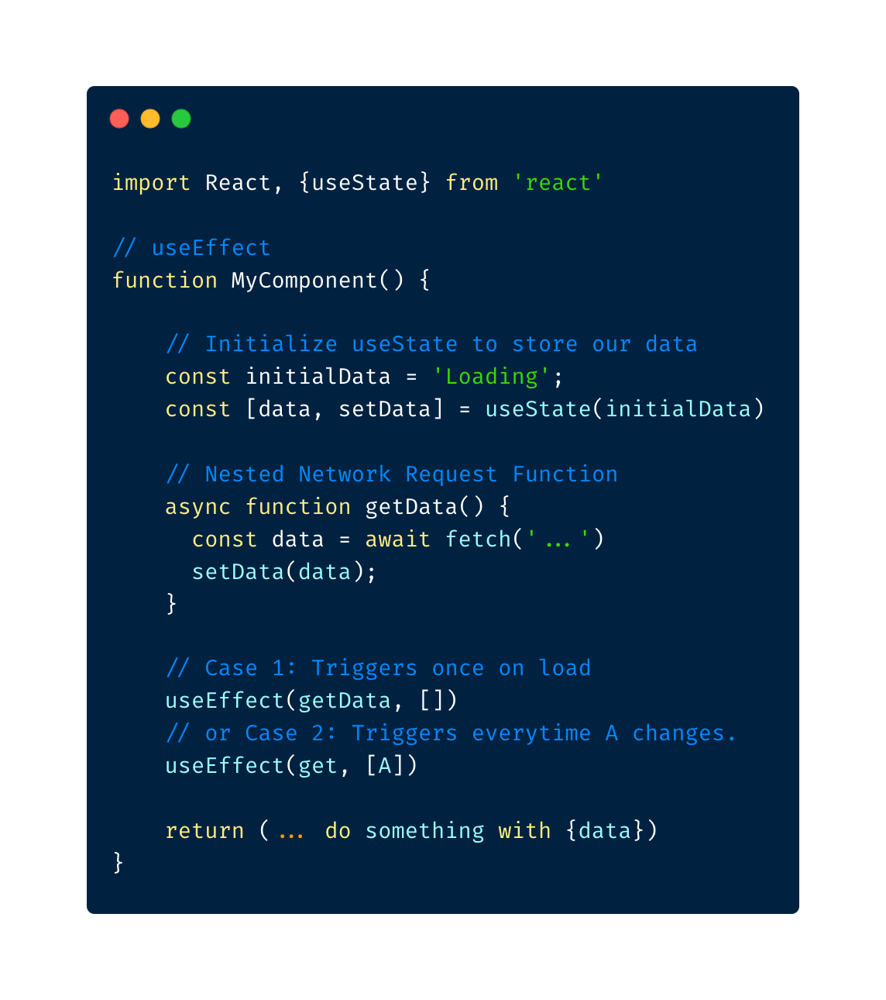 import React, {useState} from 'react'
// useEffect
function MyComponent() {
// Initialize useState to store our data
const initialData = 'Loading';
const [data, setData] = useState(initialData)
// Nested Network Request Function
async function getData() {
const data = await fetch('...')
setData(data);
}
// Case 1: Triggers once on load
useEffect(getData, [])
// or Case 2: Triggers everytime A changes.
useEffect(get, [A])
return (... do something with {data})
}